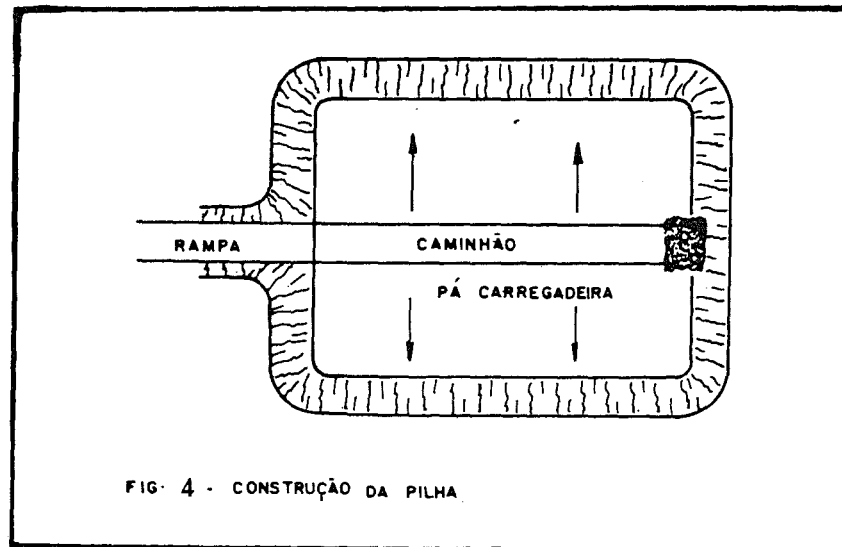 RAMPA
CAMINHÃO
PÁ CARREGADEIRA
FIG. 4 - CONSTRUÇÃO DA PILHA